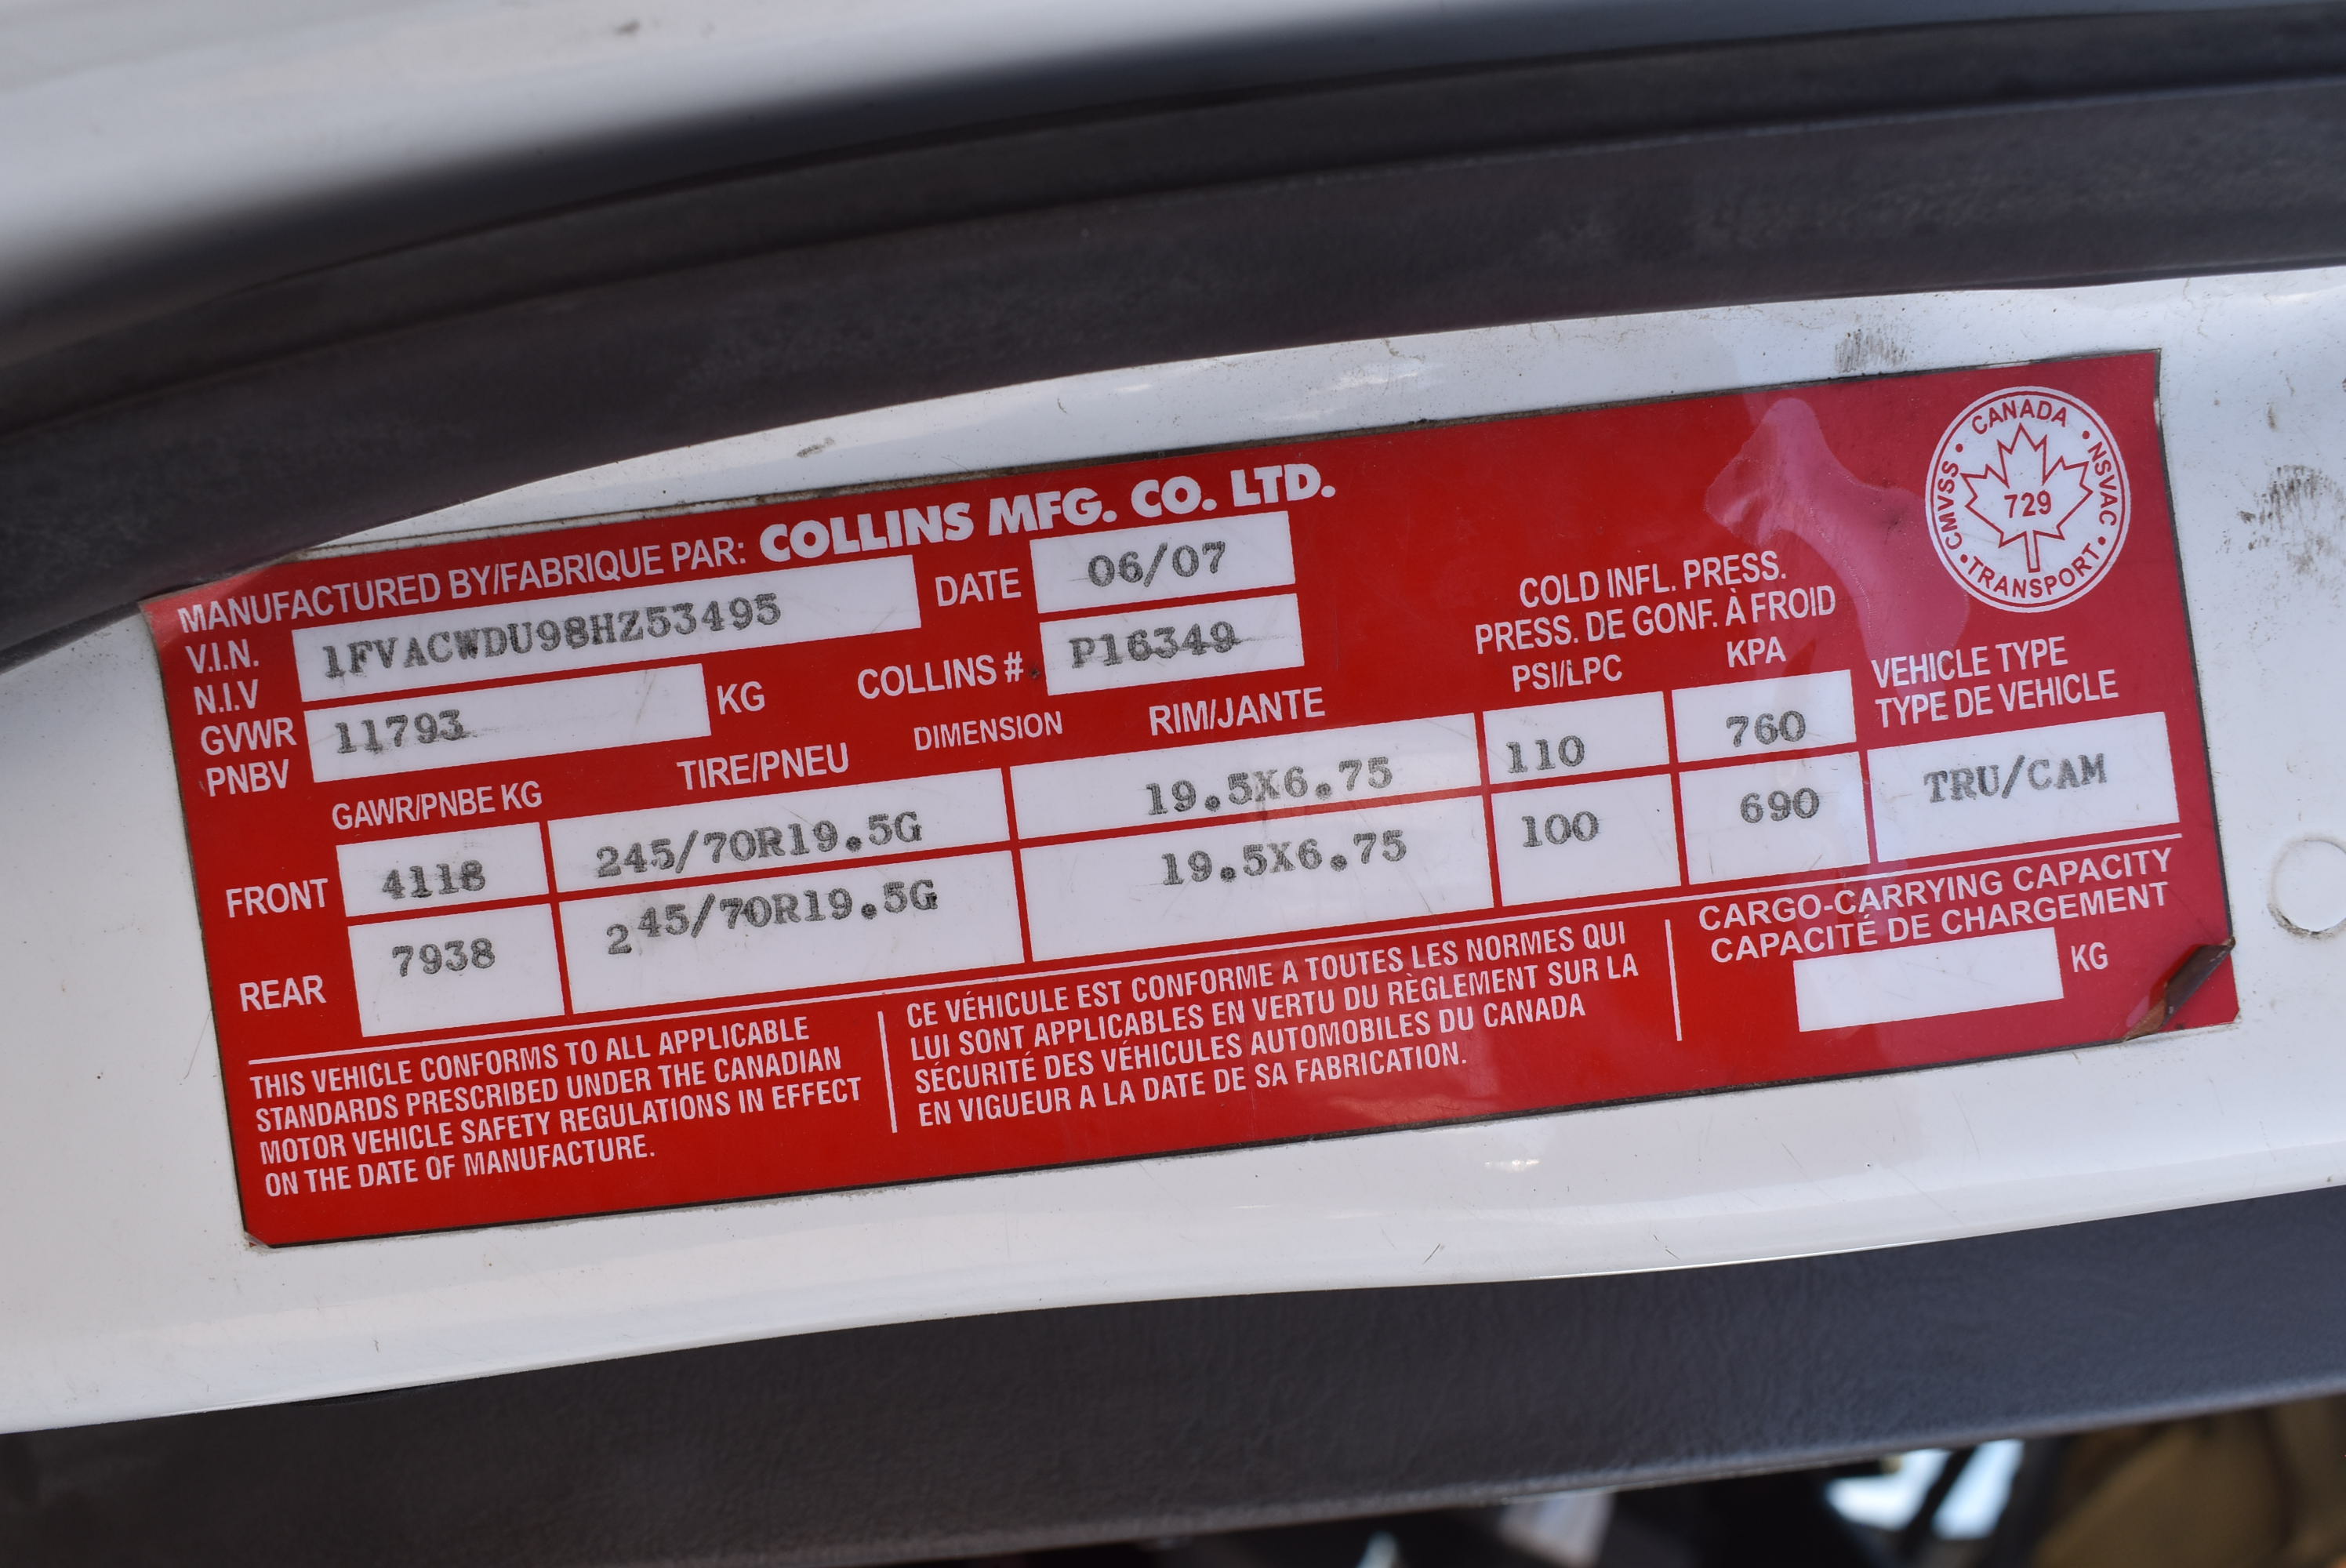 MANUFACTURED BY/FABRIQUE PAR: COLLINS MFG. CO. LTD.
V.I.N. 1FVACWDU98HZ53495 DATE 06/07
N.I.V
GVWR 11793 KG COLLINS # P16349
PNBV
CANADA • NSVAC • TRANSPORT • CMVSS •
729
COLD INFL. PRESS.
PRESS. DE GONF. À FROID
GAWR/PNBE KG TIRE/PNEU DIMENSION RIM/JANTE PSI/LPC KPA
VEHICLE TYPE
TYPE DE VEHICLE
FRONT 4118 245/70R19.5G 19.5X6.75 110 760 TRU/CAM
REAR 7938 245/70R19.5G 19.5X6.75 100 690
THIS VEHICLE CONFORMS TO ALL APPLICABLE
STANDARDS PRESCRIBED UNDER THE CANADIAN
MOTOR VEHICLE SAFETY REGULATIONS IN EFFECT
ON THE DATE OF MANUFACTURE.
CE VÉHICULE EST CONFORME A TOUTES LES NORMES QUI
LUI SONT APPLICABLES EN VERTU DU RÈGLEMENT SUR LA
SÉCURITÉ DES VÉHICULES AUTOMOBILES DU CANADA
EN VIGUEUR A LA DATE DE SA FABRICATION.
CARGO-CARRYING CAPACITY
CAPACITÉ DE CHARGEMENT
KG